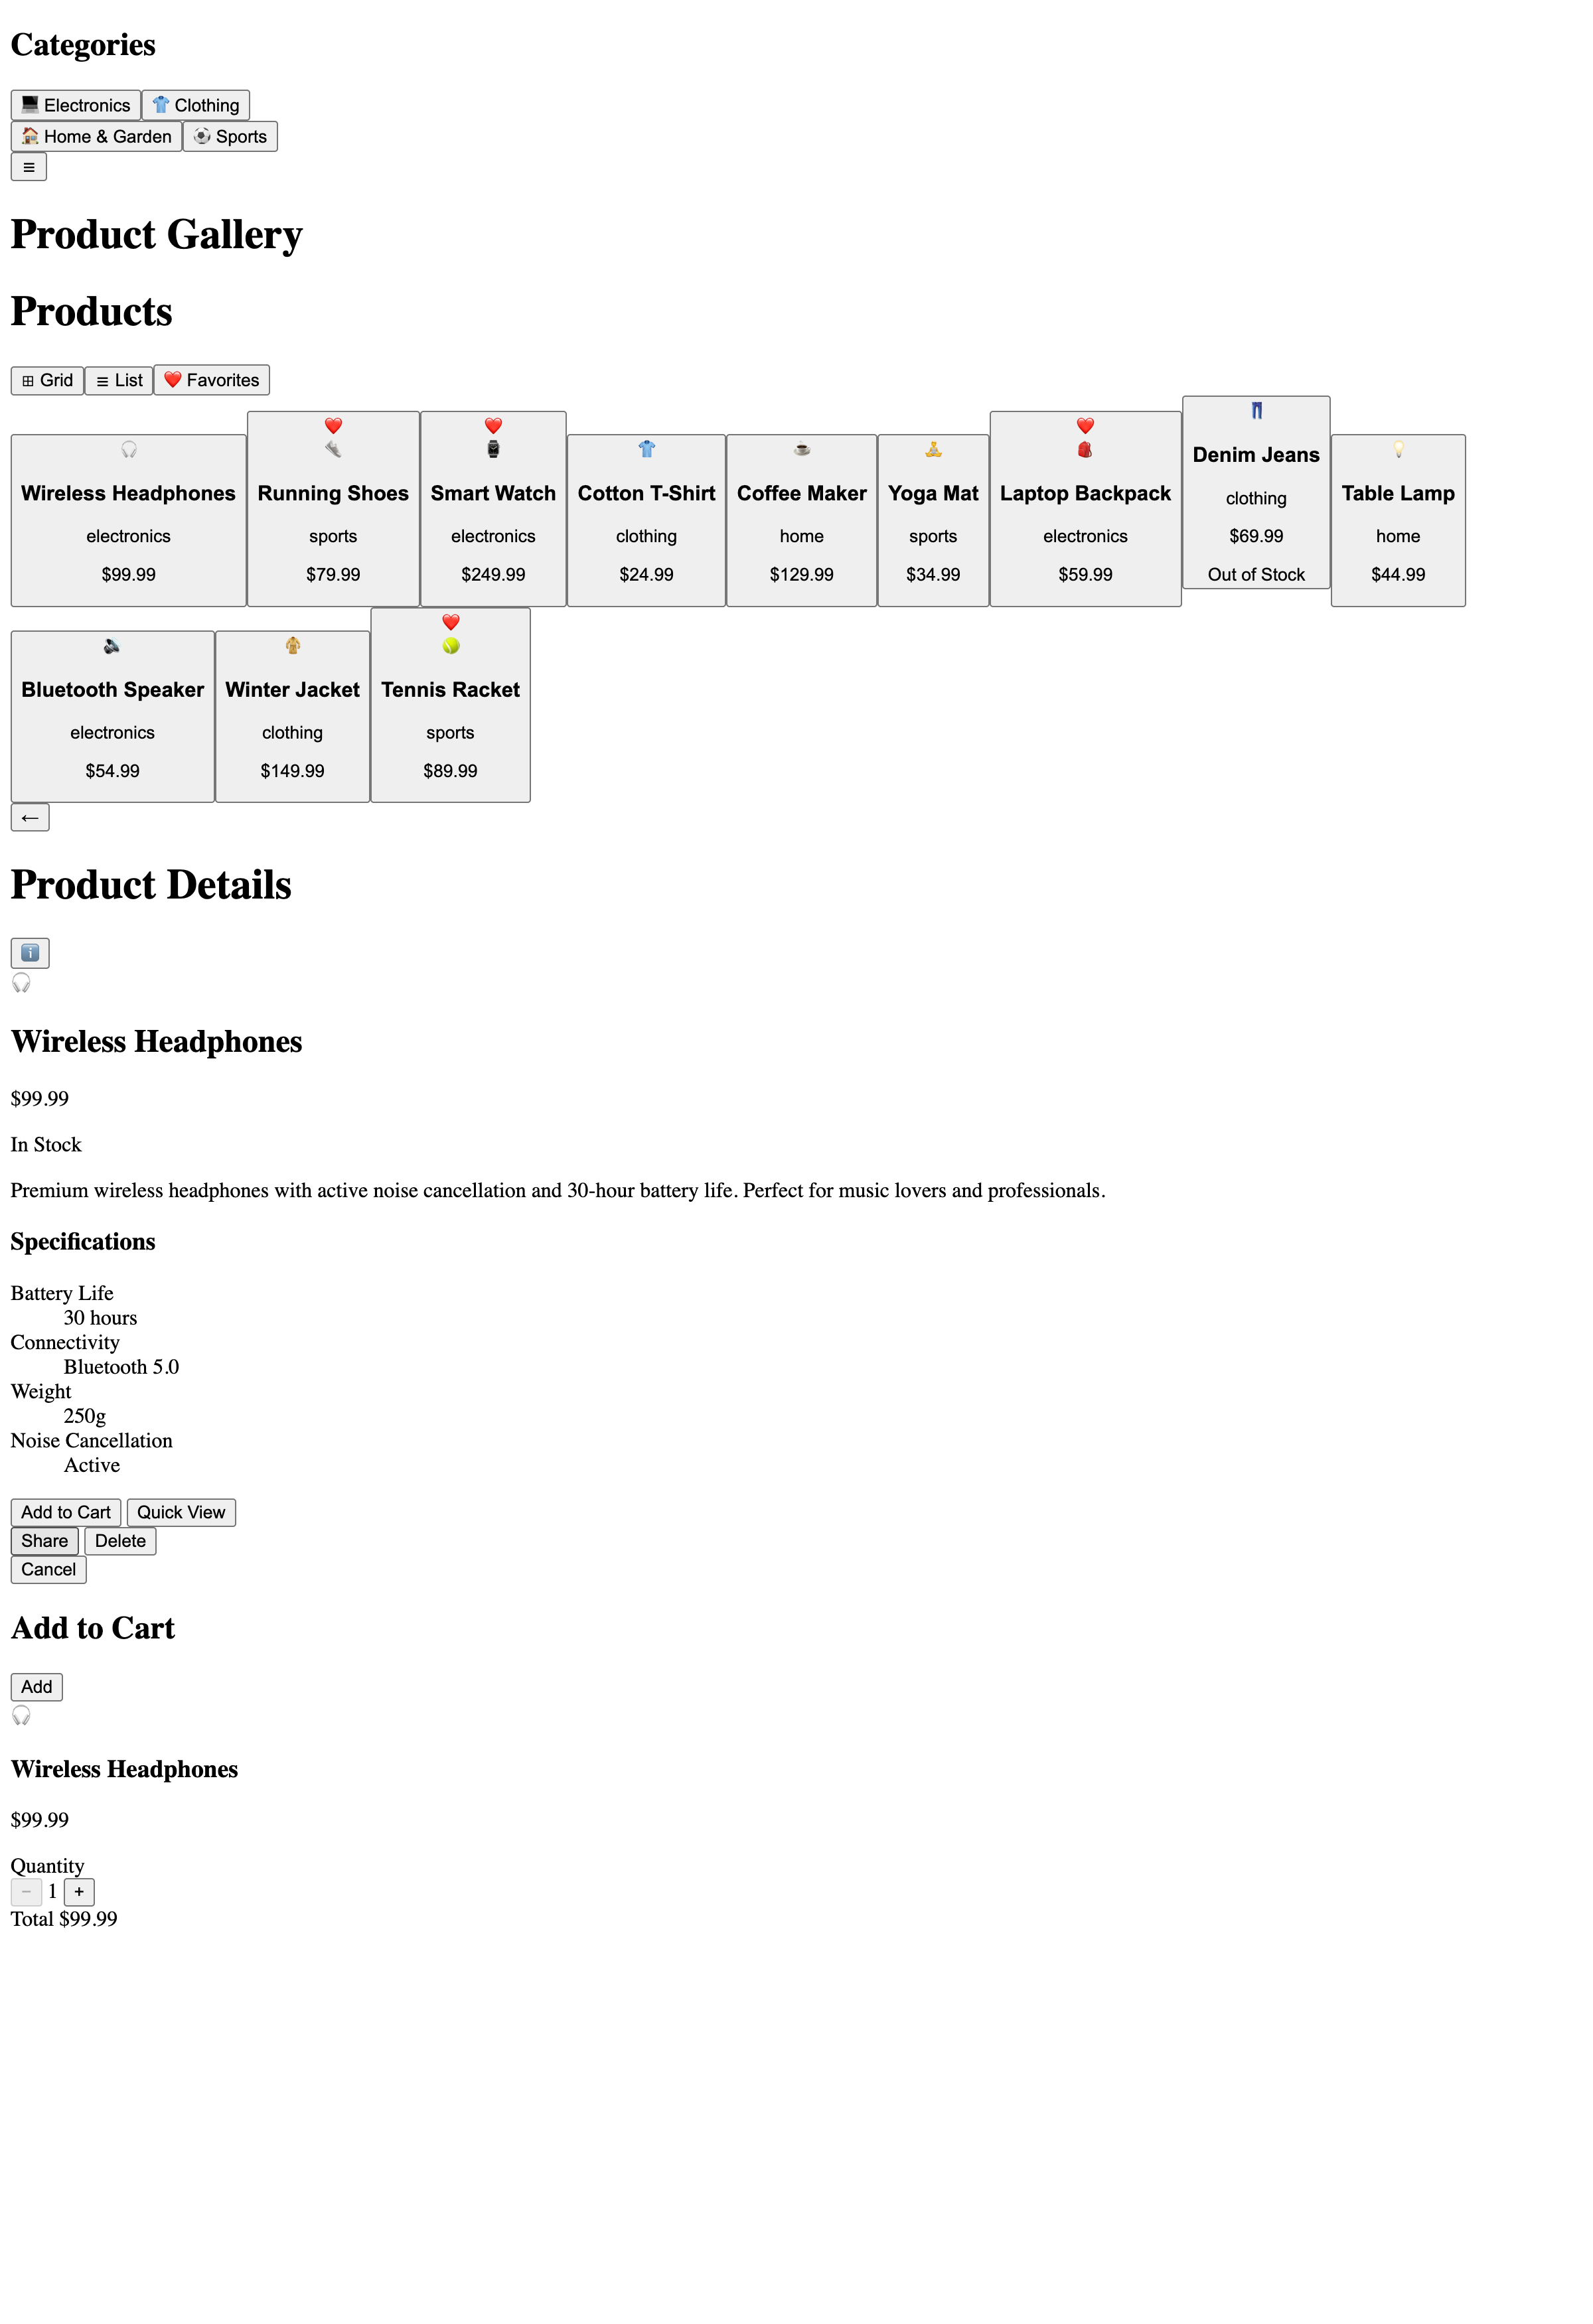 Categories
💻 Electronics 👕 Clothing
🏠 Home & Garden ⚽ Sports
≡
Product Gallery
Products
⊞ Grid ≡ List ❤️ Favorites
Wireless Headphones
electronics
$99.99
Running Shoes
sports
$79.99
Smart Watch
electronics
$249.99
Cotton T-Shirt
clothing
$24.99
Coffee Maker
home
$129.99
Yoga Mat
sports
$34.99
Laptop Backpack
electronics
$59.99
Denim Jeans
clothing
$69.99
Out of Stock
Table Lamp
home
$44.99
Bluetooth Speaker
electronics
$54.99
Winter Jacket
clothing
$149.99
Tennis Racket
sports
$89.99
←
Product Details
ℹ️
Wireless Headphones
$99.99
In Stock
Premium wireless headphones with active noise cancellation and 30-hour battery life. Perfect for music lovers and professionals.
Specifications
Battery Life
30 hours
Connectivity
Bluetooth 5.0
Weight
250g
Noise Cancellation
Active
Add to Cart Quick View
Share Delete
Cancel
Add to Cart
Add
Wireless Headphones
$99.99
Quantity
− 1 +
Total $99.99